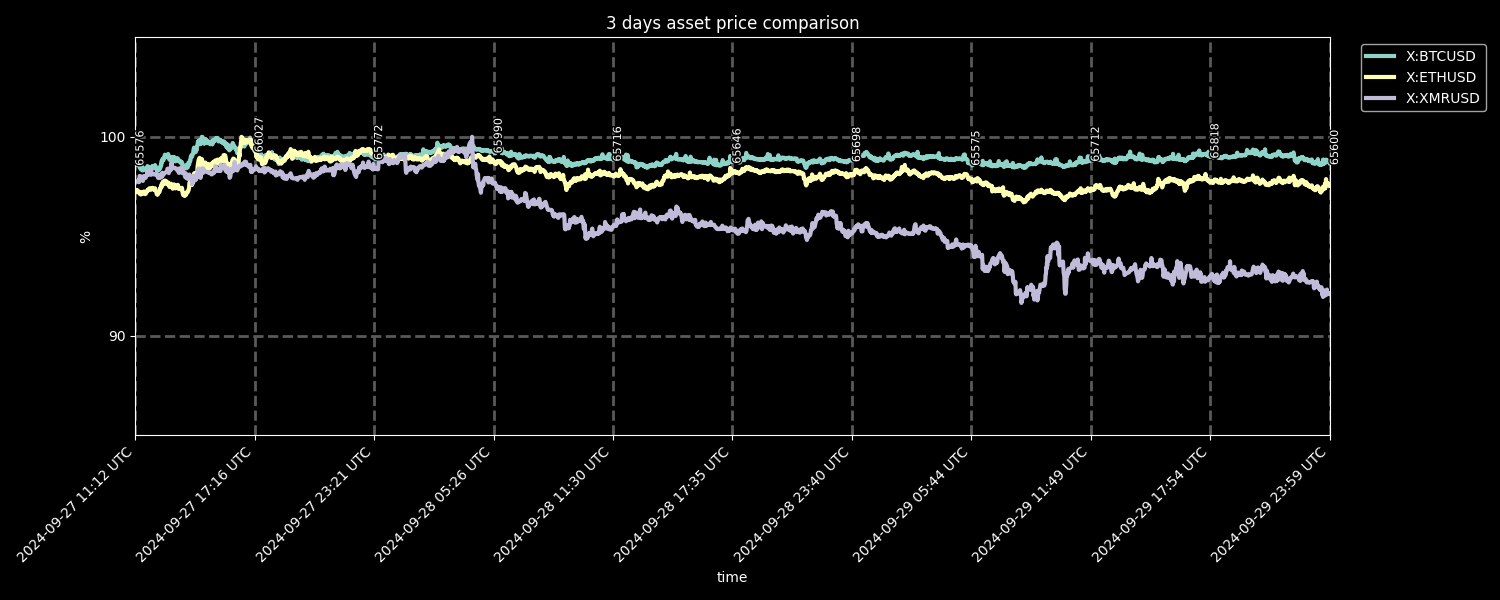 3 days asset price comparison
X:BTCUSD
X:ETHUSD
X:XMRUSD
100
90
%
65576
66027
65772
65990
65716
65646
65698
65575
65712
65818
65600
2024-09-27 11:12 UTC
2024-09-27 17:16 UTC
2024-09-27 23:21 UTC
2024-09-28 05:26 UTC
2024-09-28 11:30 UTC
2024-09-28 17:35 UTC
2024-09-28 23:40 UTC
2024-09-29 05:44 UTC
2024-09-29 11:49 UTC
2024-09-29 17:54 UTC
2024-09-29 23:59 UTC
time